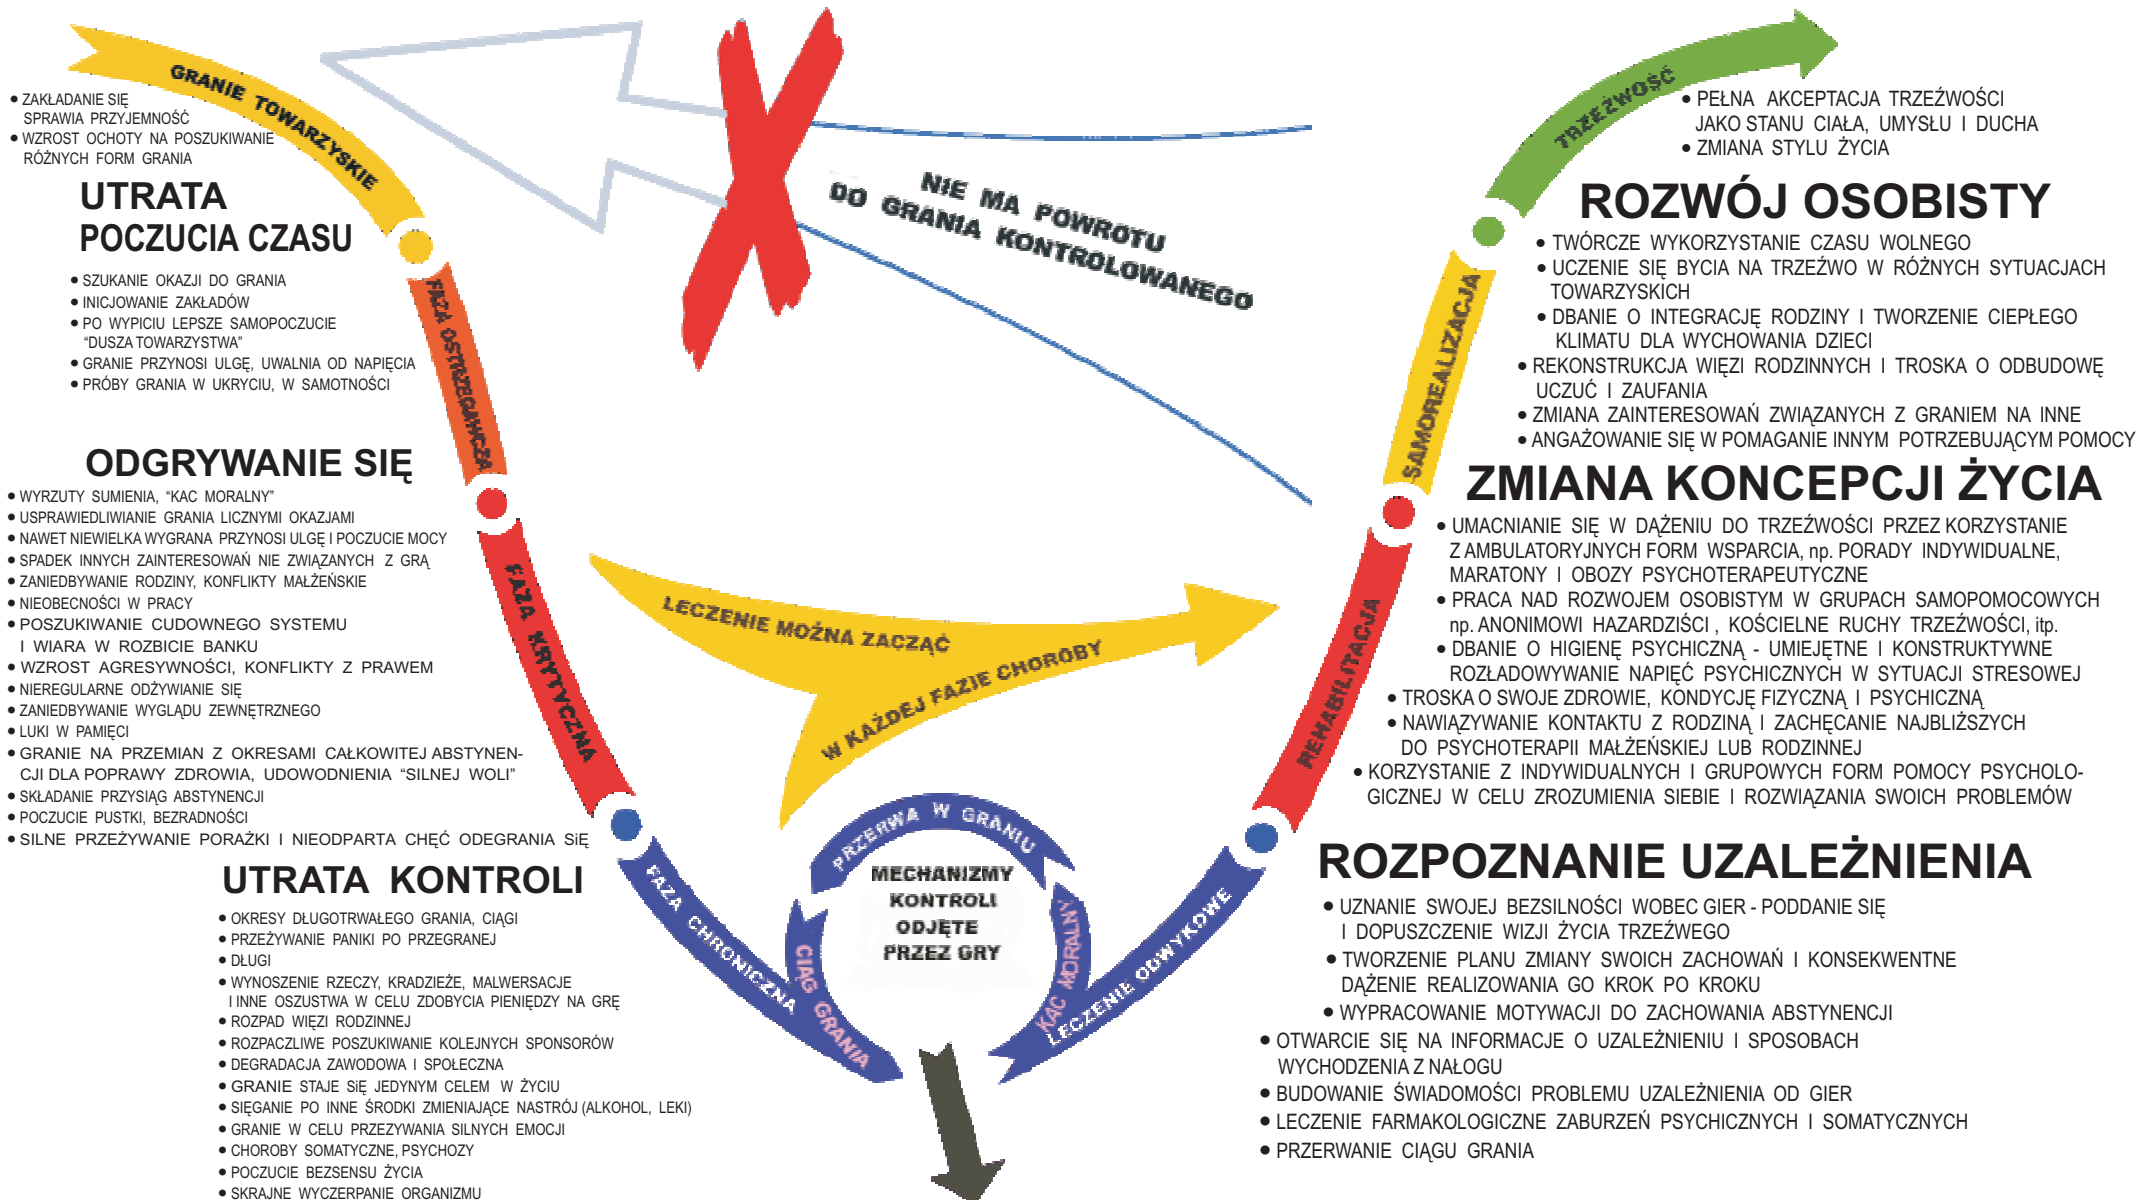 GRANIE TOWARZYSKIE
• ZAKŁADANIE SIĘ
SPRAWIA PRZYJEMNOŚĆ
• WZROST OCHOTY NA POSZUKIWANIE
RÓŻNYCH FORM GRANIA
UTRATA
POCZUCIA CZASU
• SZUKANIE OKAZJI DO GRANIA
• INICJOWANIE ZAKŁADÓW
• PO WYPICIU LEPSZE SAMOPOCZUCIE
“DUSZA TOWARZYSTWA”
• GRANIE PRZYNOSI ULGĘ, UWALNIA OD NAPIĘCIA
• PRÓBY GRANIA W UKRYCIU, W SAMOTNOŚCI
FAZA OSTRZEGAWCZA
ODGRYWANIE SIĘ
• WYRZUTY SUMIENIA, “KAC MORALNY”
• USPRAWIEDLIWIANIE GRANIA LICZNYMI OKAZJAMI
• NAWET NIEWIELKA WYGRANA PRZYNOSI ULGĘ I POCZUCIE MOCY
• SPADEK INNYCH ZAINTERESOWAŃ NIE ZWIĄZANYCH Z GRĄ
• ZANIEDBYWANIE RODZINY, KONFLIKTY MAŁŻEŃSKIE
• NIEOBECNOŚCI W PRACY
• POSZUKIWANIE CUDOWNEGO SYSTEMU
I WIARA W ROZBICIE BANKU
• WZROST AGRESYWNOŚCI, KONFLIKTY Z PRAWEM
• NIEREGULARNE ODŻYWIANIE SIĘ
• ZANIEDBYWANIE WYGLĄDU ZEWNĘTRZNEGO
• LUKI W PAMIĘCI
• GRANIE NA PRZEMIAN Z OKRESAMI CAŁKOWITEJ ABSTYNEN-
CJI DLA POPRAWY ZDROWIA, UDOWODNIENIA “SILNEJ WOLI”
• SKŁADANIE PRZYSIĄG ABSTYNENCJI
• POCZUCIE PUSTKI, BEZRADNOŚCI
• SILNE PRZEŻYWANIE PORAŻKI I NIEODPARTA CHĘĆ ODEGRANIA SIĘ
FAZA KRYTYCZNA
UTRATA KONTROLI
• OKRESY DŁUGOTRWAŁEGO GRANIA, CIĄGI
• PRZEŻYWANIE PANIKI PO PRZEGRANEJ
• DŁUGI
• WYNOSZENIE RZECZY, KRADZIEŻE, MALWERSACJE
I INNE OSZUSTWA W CELU ZDOBYCIA PIENIĘDZY NA GRĘ
• ROZPAD WIĘZI RODZINNEJ
• ROZPACZLIWE POSZUKIWANIE KOLEJNYCH SPONSORÓW
• DEGRADACJA ZAWODOWA I SPOŁECZNA
• GRANIE STAJE SIĘ JEDYNYM CELEM W ŻYCIU
• SIĘGANIE PO INNE ŚRODKI ZMIENIAJĄCE NASTRÓJ (ALKOHOL, LEKI)
• GRANIE W CELU PRZEZYWANIA SILNYCH EMOCJI
• CHOROBY SOMATYCZNE, PSYCHOZY
• POCZUCIE BEZSENSU ŻYCIA
• SKRAJNE WYCZERPANIE ORGANIZMU
FAZA CHRONICZNA
NIE MA POWROTU
DO GRANIA KONTROLOWANEGO
LECZENIE MOŻNA ZACZĄĆ
W KAŻDEJ FAZIE CHOROBY
PRZERWA W GRANIU
CIĄG GRANIA
KAC MORALNY
MECHANIZMY
KONTROLI
ODJĘTE
PRZEZ GRY
LECZENIE ODWYKOWE
REHABILITACJA
SAMOREALIZACJA
TRZEŹWOŚĆ
• PEŁNA AKCEPTACJA TRZEŹWOŚCI
JAKO STANU CIAŁA, UMYSŁU I DUCHA
• ZMIANA STYLU ŻYCIA
ROZWÓJ OSOBISTY
• TWÓRCZE WYKORZYSTANIE CZASU WOLNEGO
• UCZENIE SIĘ BYCIA NA TRZEŹWO W RÓŻNYCH SYTUACJACH
TOWARZYSKICH
• DBANIE O INTEGRACJĘ RODZINY I TWORZENIE CIEPŁEGO
KLIMATU DLA WYCHOWANIA DZIECI
• REKONSTRUKCJA WIĘZI RODZINNYCH I TROSKA O ODBUDOWĘ
UCZUĆ I ZAUFANIA
• ZMIANA ZAINTERESOWAŃ ZWIĄZANYCH Z GRANIEM NA INNE
• ANGAŻOWANIE SIĘ W POMAGANIE INNYM POTRZEBUJĄCYM POMOCY
ZMIANA KONCEPCJI ŻYCIA
• UMACNIANIE SIĘ W DĄŻENIU DO TRZEŹWOŚCI PRZEZ KORZYSTANIE
Z AMBULATORYJNYCH FORM WSPARCIA, np. PORADY INDYWIDUALNE,
MARATONY I OBOZY PSYCHOTERAPEUTYCZNE
• PRACA NAD ROZWOJEM OSOBISTYM W GRUPACH SAMOPOMOCOWYCH
np. ANONIMOWI HAZARDZIŚCI , KOŚCIELNE RUCHY TRZEŹWOŚCI, itp.
• DBANIE O HIGIENĘ PSYCHICZNĄ - UMIEJĘTNE I KONSTRUKTYWNE
ROZŁADOWYWANIE NAPIĘĆ PSYCHICZNYCH W SYTUACJI STRESOWEJ
• TROSKA O SWOJE ZDROWIE, KONDYCJĘ FIZYCZNĄ I PSYCHICZNĄ
• NAWIĄZYWANIE KONTAKTU Z RODZINĄ I ZACHĘCANIE NAJBLIŻSZYCH
DO PSYCHOTERAPII MAŁŻEŃSKIEJ LUB RODZINNEJ
• KORZYSTANIE Z INDYWIDUALNYCH I GRUPOWYCH FORM POMOCY PSYCHOLO-
GICZNEJ W CELU ZROZUMIENIA SIEBIE I ROZWIĄZANIA SWOICH PROBLEMÓW
ROZPOZNANIE UZALEŻNIENIA
• UZNANIE SWOJEJ BEZSILNOŚCI WOBEC GIER - PODDANIE SIĘ
I DOPUSZCZENIE WIZJI ŻYCIA TRZEŹWEGO
• TWORZENIE PLANU ZMIANY SWOICH ZACHOWAŃ I KONSEKWENTNE
DĄŻENIE REALIZOWANIA GO KROK PO KROKU
• WYPRACOWANIE MOTYWACJI DO ZACHOWANIA ABSTYNENCJI
• OTWARCIE SIĘ NA INFORMACJE O UZALEŻNIENIU I SPOSOBACH
WYCHODZENIA Z NAŁOGU
• BUDOWANIE ŚWIADOMOŚCI PROBLEMU UZALEŻNIENIA OD GIER
• LECZENIE FARMAKOLOGICZNE ZABURZEŃ PSYCHICZNYCH I SOMATYCZNYCH
• PRZERWANIE CIĄGU GRANIA